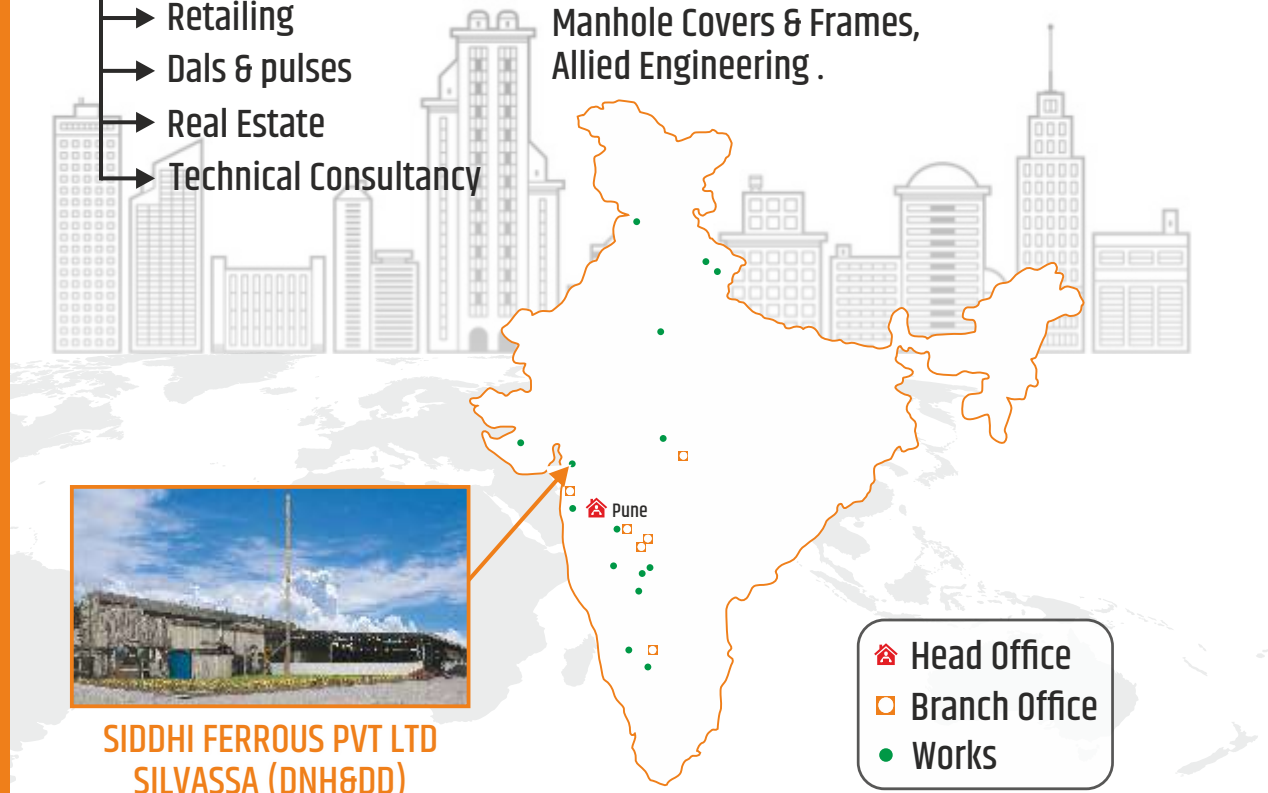 Retailing
Dals & pulses
Real Estate
Technical Consultancy
Manhole Covers & Frames,
Allied Engineering .
Pune
SIDDHI FERROUS PVT LTD
SILVASSA (DNH&DD)
Head Office
Branch Office
Works